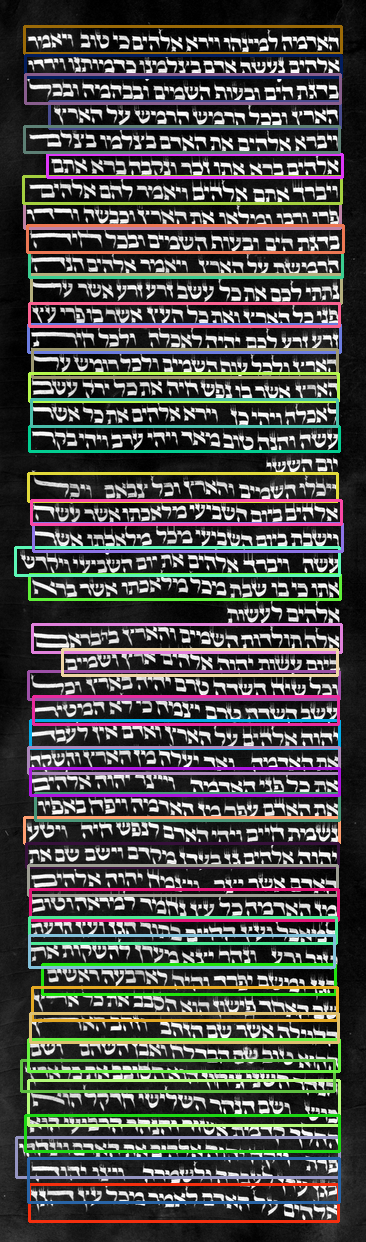 האדמה למינהו וירא אלהים כי טוב ויאמר
אלהים נעשה אדם בצלמנו כדמותנו וירדו
בדגת הים ובעוף השמים ובבהמה ובכל
הארץ ובכל הרמש הרמש על הארץ
ויברא אלהים את האדם בצלמו בצלם
אלהים ברא אתו זכר ונקבה ברא אתם
ויברך אתם אלהים ויאמר להם אלהים
פרו ורבו ומלאו את הארץ וכבשה ורדו
בדגת הים ובעוף השמים ובכל חיה
הרמשת על הארץ ויאמר אלהים הנה
נתתי לכם את כל עשב זרע זרע אשר על
פני כל הארץ ואת כל העץ אשר בו פרי עץ
זרע זרע לכם יהיה לאכלה ולכל חית
הארץ ולכל עוף השמים ולכל רומש על
הארץ אשר בו נפש חיה את כל ירק עשב
לאכלה ויהי כן וירא אלהים את כל אשר
עשה והנה טוב מאד ויהי ערב ויהי בקר
יום הששי
ויכלו השמים והארץ וכל צבאם ויכל
אלהים ביום השביעי מלאכתו אשר עשה
וישבת ביום השביעי מכל מלאכתו אשר
עשה ויברך אלהים את יום השביעי ויקדש
אתו כי בו שבת מכל מלאכתו אשר ברא
אלהים לעשות
אלה תולדות השמים והארץ בהבראם
ביום עשות יהוה אלהים ארץ ושמים
וכל שיח השדה טרם יהיה בארץ וכל
עשב השדה טרם יצמח כי לא המטיר
יהוה אלהים על הארץ ואדם אין לעבד
את האדמה ואד יעלה מן הארץ והשקה
את כל פני האדמה וייצר יהוה אלהים
את האדם עפר מן האדמה ויפח באפיו
נשמת חיים ויהי האדם לנפש חיה ויטע
יהוה אלהים גן בעדן מקדם וישם שם את
האדם אשר יצר ויצמח יהוה אלהים
מן האדמה כל עץ נחמד למראה וטוב
למאכל ועץ החיים בתוך הגן ועץ הדעת
טוב ורע ונהר יצא מעדן להשקות את
הגן ומשם יפרד והיה לארבעה ראשים
שם האחד פישון הוא הסבב את כל ארץ
החוילה אשר שם הזהב וזהב הארץ
ההוא טוב שם הבדלח ואבן השהם ושם
הנהר השני גיחון הוא הסובב את כל ארץ
כוש ושם הנהר השלישי חדקל הוא
ההלך קדמת אשור והנהר הרביעי הוא
פרת ויקח יהוה אלהים את האדם וינחהו
בגן עדן לעבדה ולשמרה ויצו יהוה
אלהים על האדם לאמר מכל עץ הגן